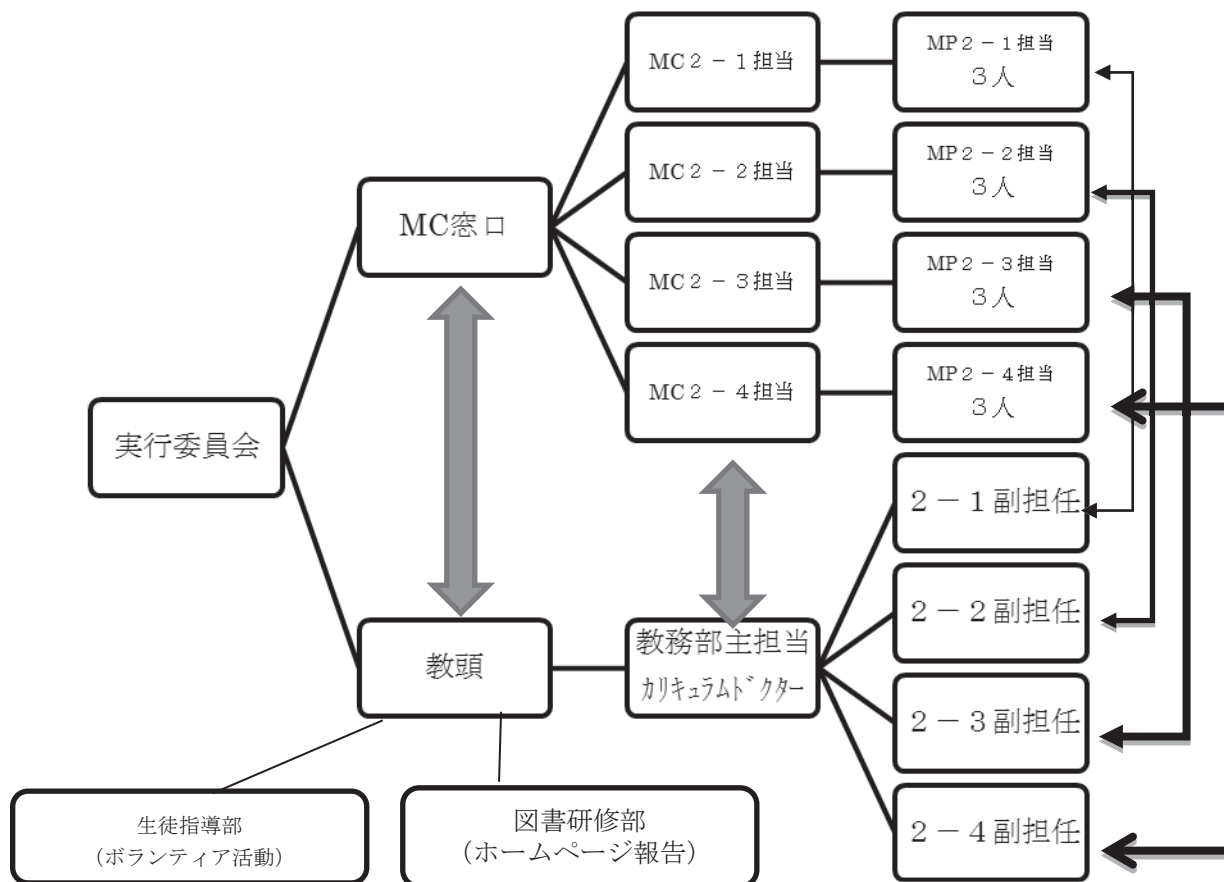 MC２－１担当
MP２－１担当
３人
MC２－２担当
MP２－２担当
３人
MC窓口
MC２－３担当
MP２－３担当
３人
MC２－４担当
MP２－４担当
３人
実行委員会
２－１副担任
２－２副担任
教頭
教務部主担当
ｶﾘｷｭﾗﾑﾄﾞｸﾀｰ
２－３副担任
２－４副担任
生徒指導部
（ボランティア活動）
図書研修部
（ホームページ報告）